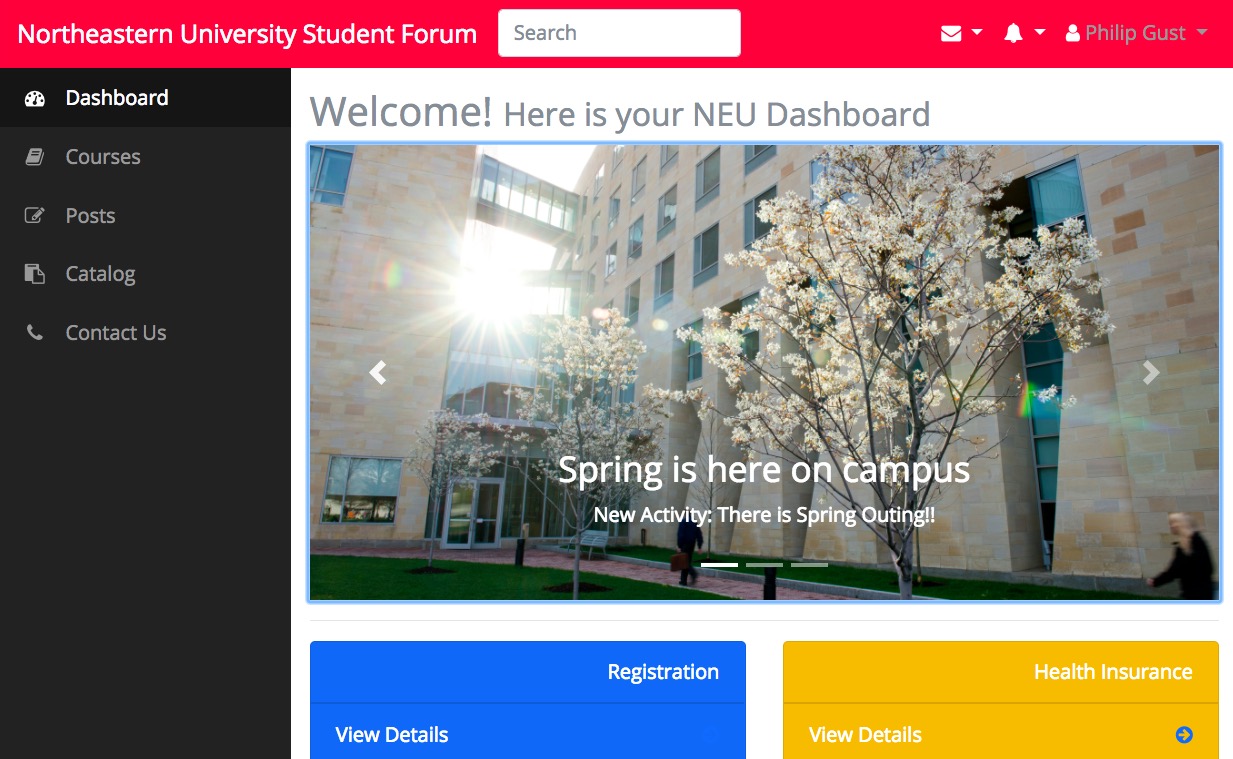 Northeastern University Student Forum
Search
Philip Gust
Dashboard
Courses
Posts
Catalog
Contact Us
Welcome! Here is your NEU Dashboard
Spring is here on campus
New Activity: There is Spring Outing!!
Registration
View Details
Health Insurance
View Details